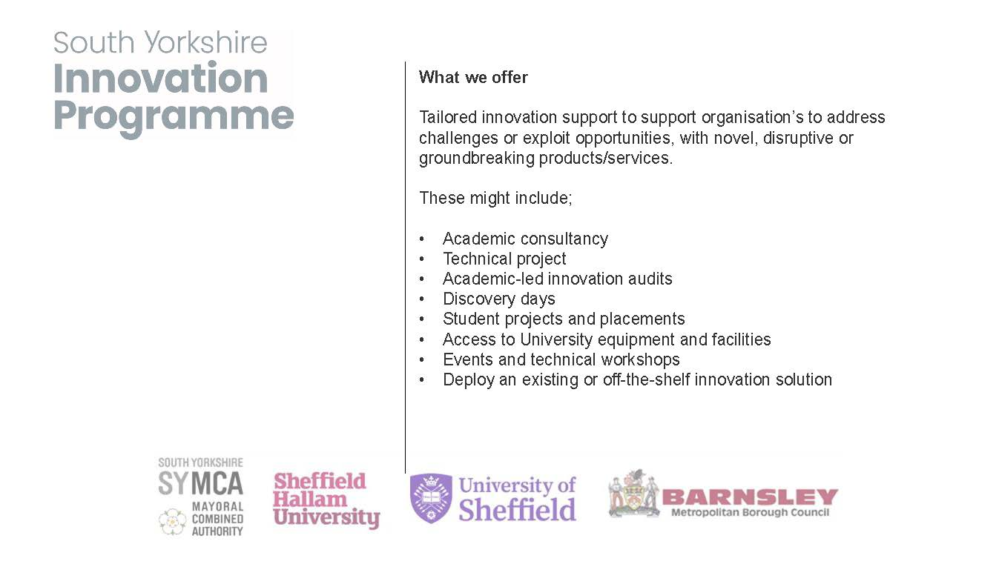 South Yorkshire
Innovation
Programme
What we offer
Tailored innovation support to support organisation’s to address
challenges or exploit opportunities, with novel, disruptive or
groundbreaking products/services.
These might include;
• Academic consultancy
• Technical project
• Academic-led innovation audits
• Discovery days
• Student projects and placements
• Access to University equipment and facilities
• Events and technical workshops
• Deploy an existing or off-the-shelf innovation solution
SOUTH YORKSHIRE
SYMCA
MAYORAL
COMBINED
AUTHORITY
Sheffield
Hallam
University
University of
Sheffield
BARNSLEY
Metropolitan Borough Council